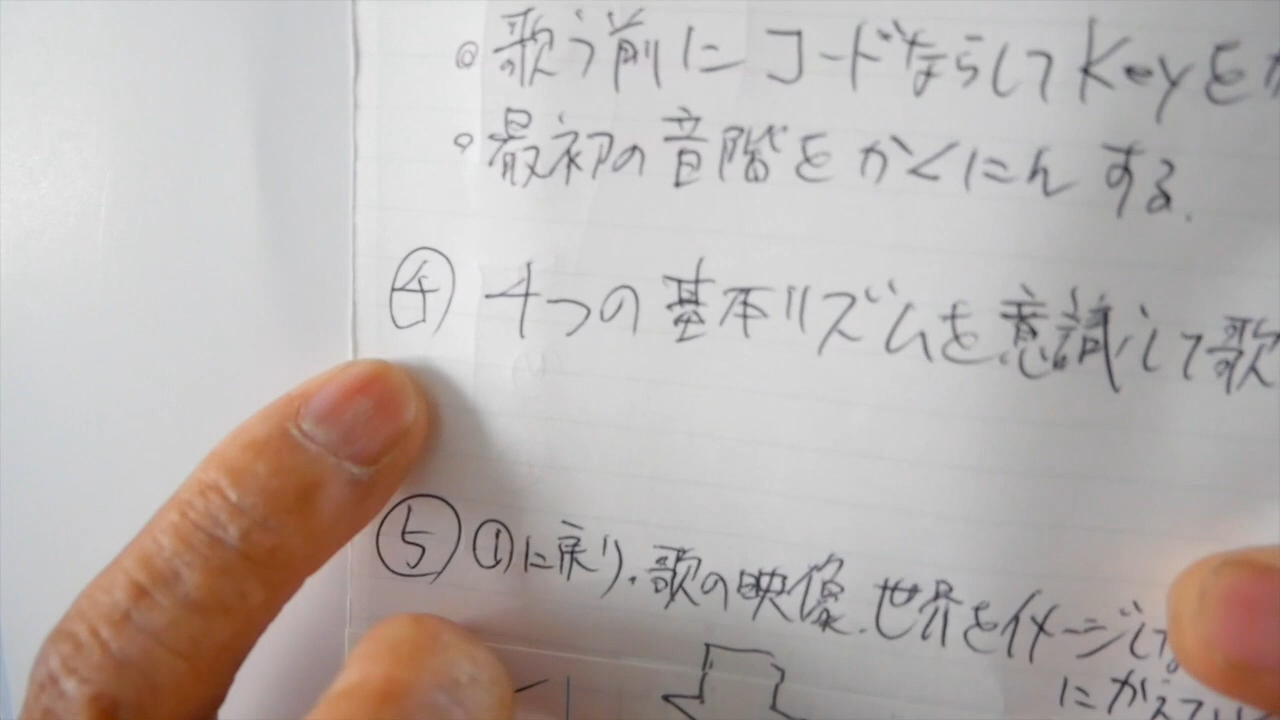 ◎ 歌う前にコードならしてKeyをか
○ 最初の音階をかくにんする.
④ 4つの基本リズムを意識して歌
⑤ ①に戻り.歌の映像.世界をイメージして
にかえ